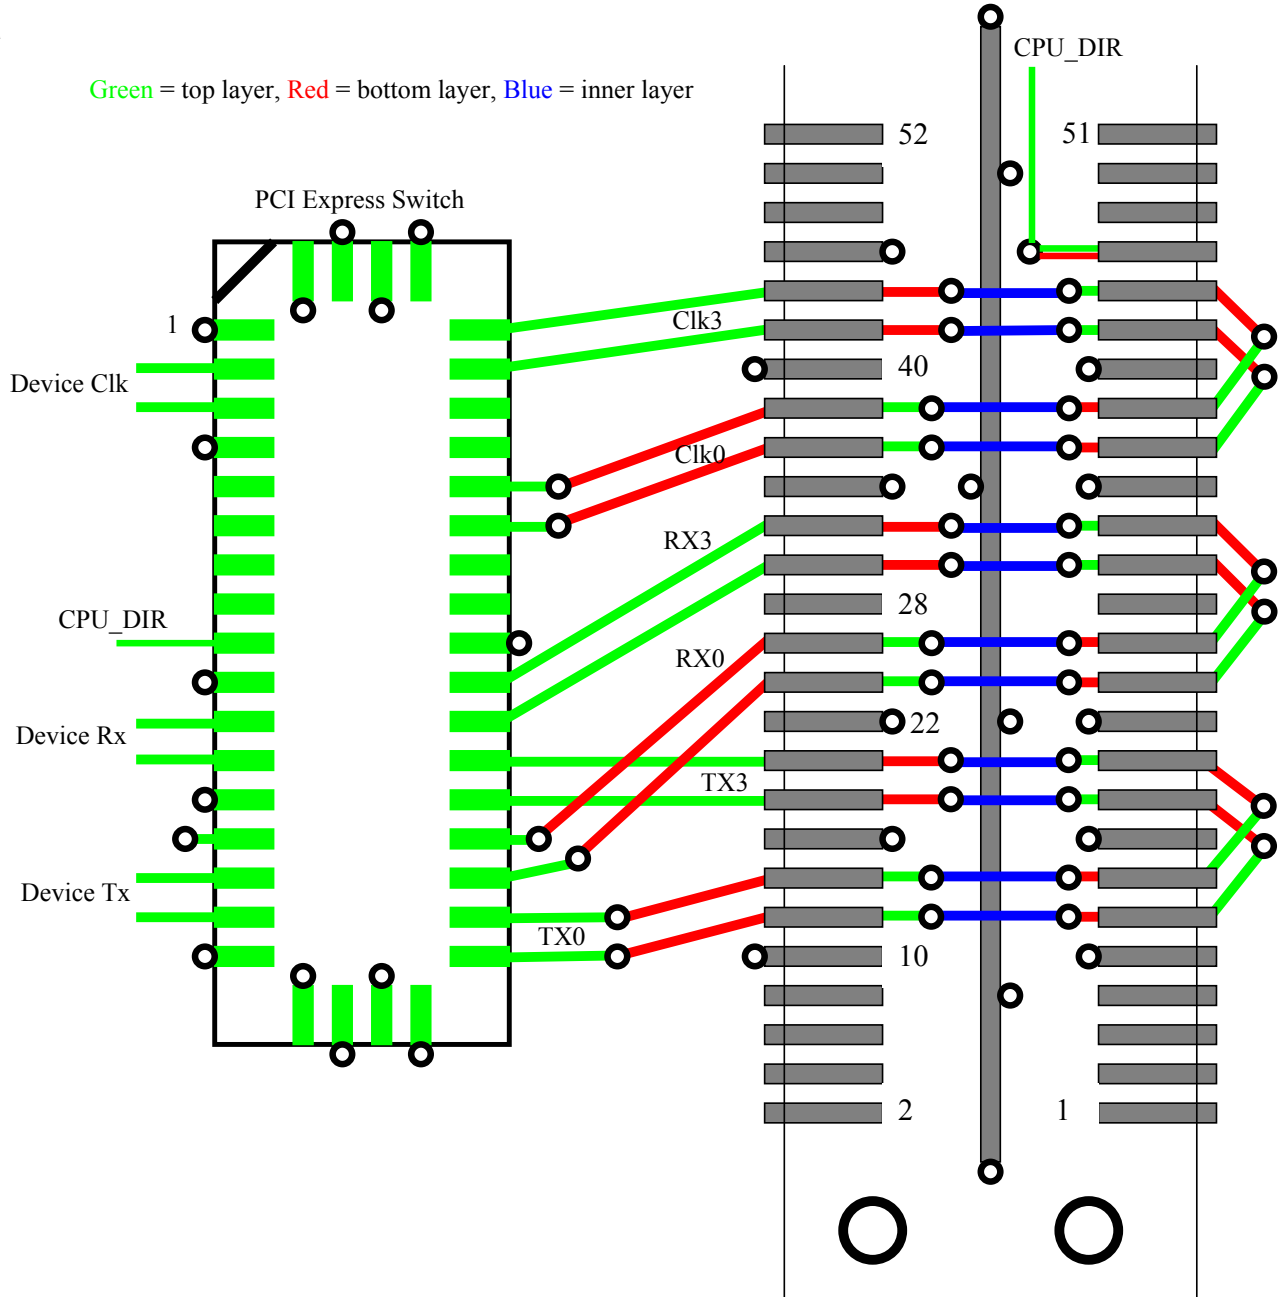 CPU_DIR
Green = top layer, Red = bottom layer, Blue = inner layer
52
51
PCI Express Switch
1
Clk3
Device Clk
40
Clk0
RX3
28
CPU_DIR
RX0
22
Device Rx
TX3
Device Tx
TX0
10
2
1